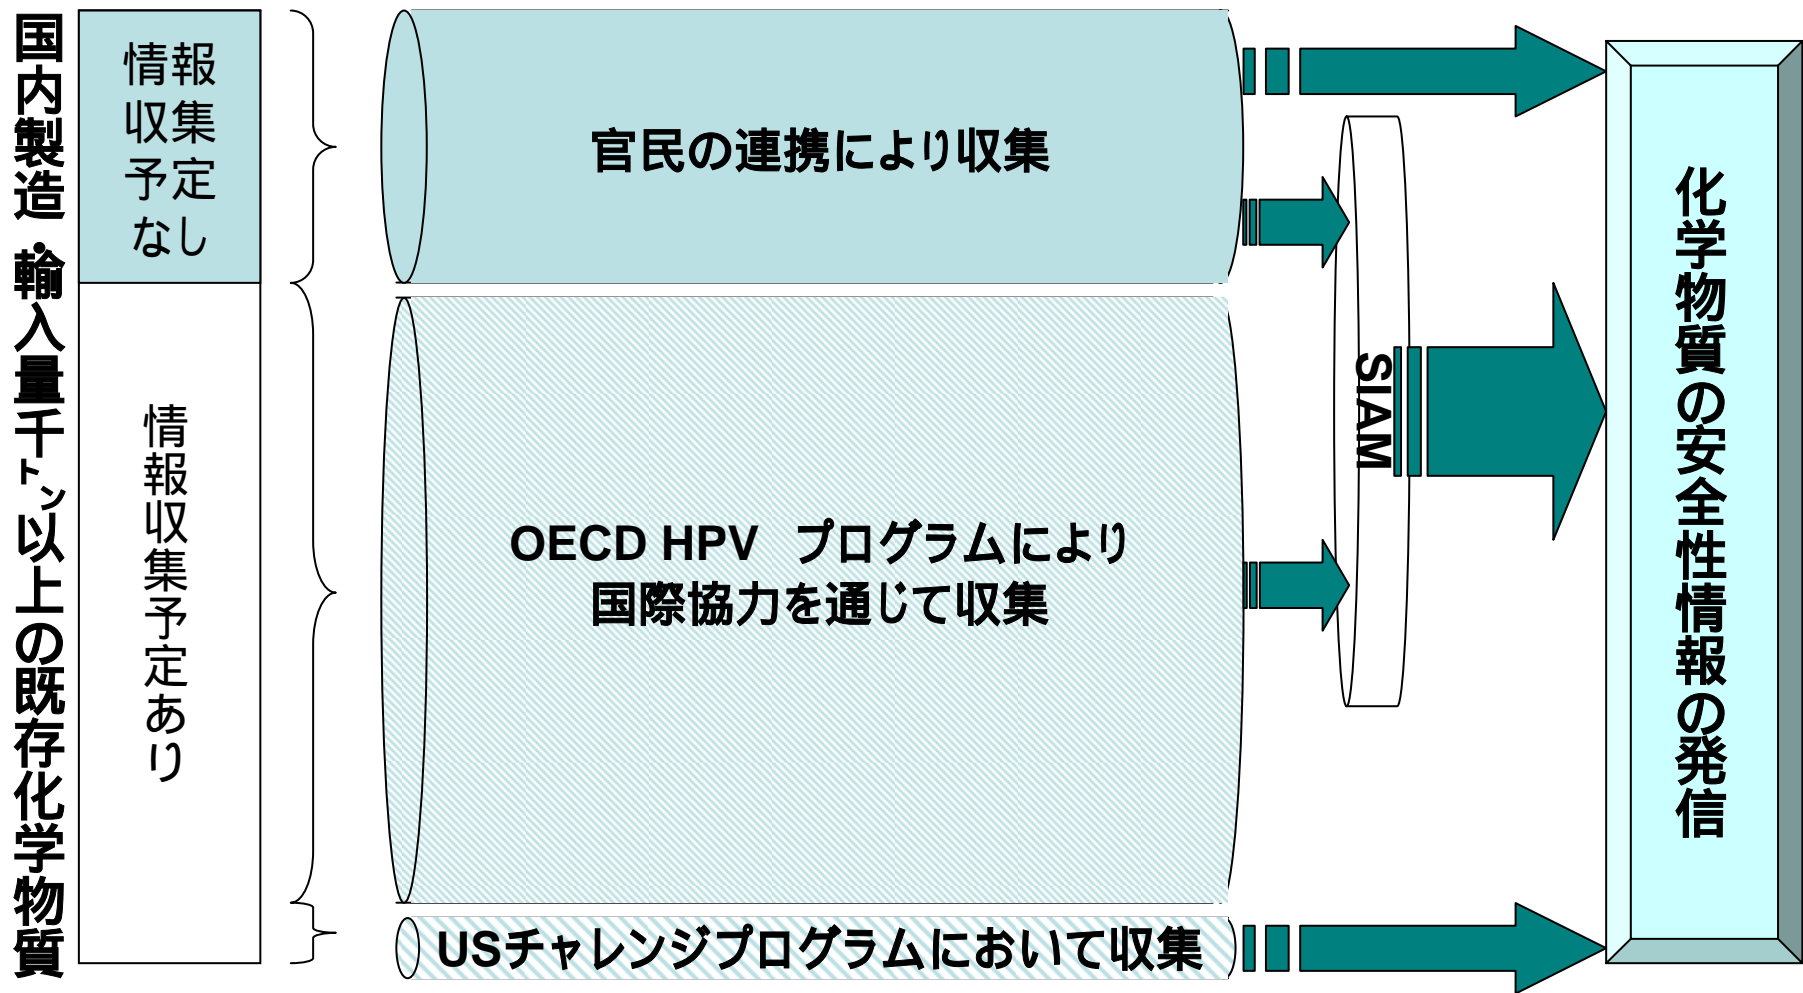 国内製造・輸入量千トン以上の既存化学物質
情報
収集
予定
なし
情報収集予定あり
官民の連携により収集
OECD HPV プログラムにより
国際協力を通じて収集
USチャレンジプログラムにおいて収集
SIAM
化学物質の安全性情報の発信